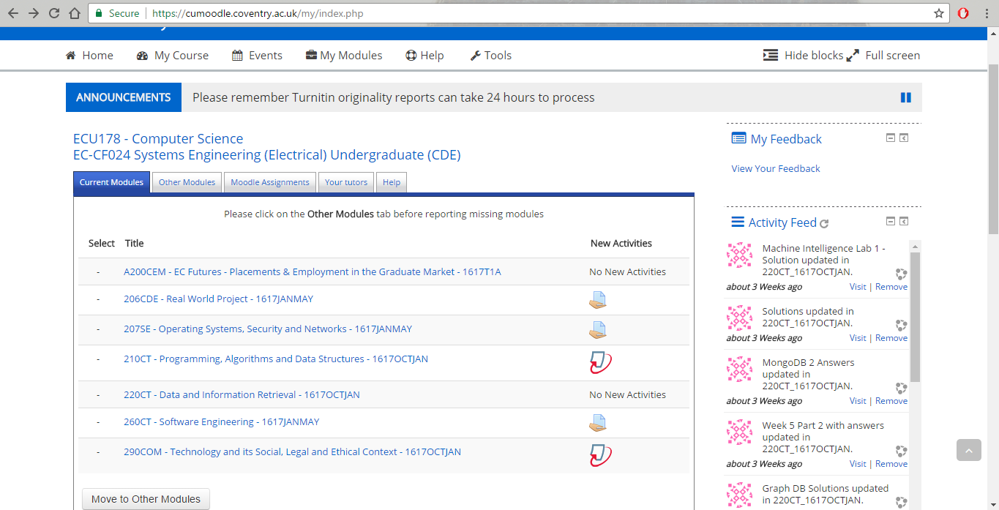 Secure https://cumoodle.coventry.ac.uk/my/index.php
Home My Course Events My Modules Help Tools Hide blocks Full screen
ANNOUNCEMENTS Please remember Turnitin originality reports can take 24 hours to process
ECU178 - Computer Science
EC-CF024 Systems Engineering (Electrical) Undergraduate (CDE)
Current Modules Other Modules Moodle Assignments Your tutors Help
Please click on the Other Modules tab before reporting missing modules
Select Title New Activities
- A200CEM - EC Futures - Placements & Employment in the Graduate Market - 1617T1A No New Activities
- 206CDE - Real World Project - 1617JANMAY
- 207SE - Operating Systems, Security and Networks - 1617JANMAY
- 210CT - Programming, Algorithms and Data Structures - 1617OCTJAN
- 220CT - Data and Information Retrieval - 1617OCTJAN No New Activities
- 260CT - Software Engineering - 1617JANMAY
- 290COM - Technology and its Social, Legal and Ethical Context - 1617OCTJAN
Move to Other Modules
My Feedback
View Your Feedback
Activity Feed
Machine Intelligence Lab 1 -
Solution updated in
220CT_1617OCTJAN.
about 3 Weeks ago Visit | Remove
Solutions updated in
220CT_1617OCTJAN.
about 3 Weeks ago Visit | Remove
MongoDB 2 Answers
updated in
220CT_1617OCTJAN.
about 3 Weeks ago Visit | Remove
Week 5 Part 2 with answers
updated in
220CT_1617OCTJAN.
about 3 Weeks ago Visit | Remove
Graph DB Solutions updated
in 220CT_1617OCTJAN.